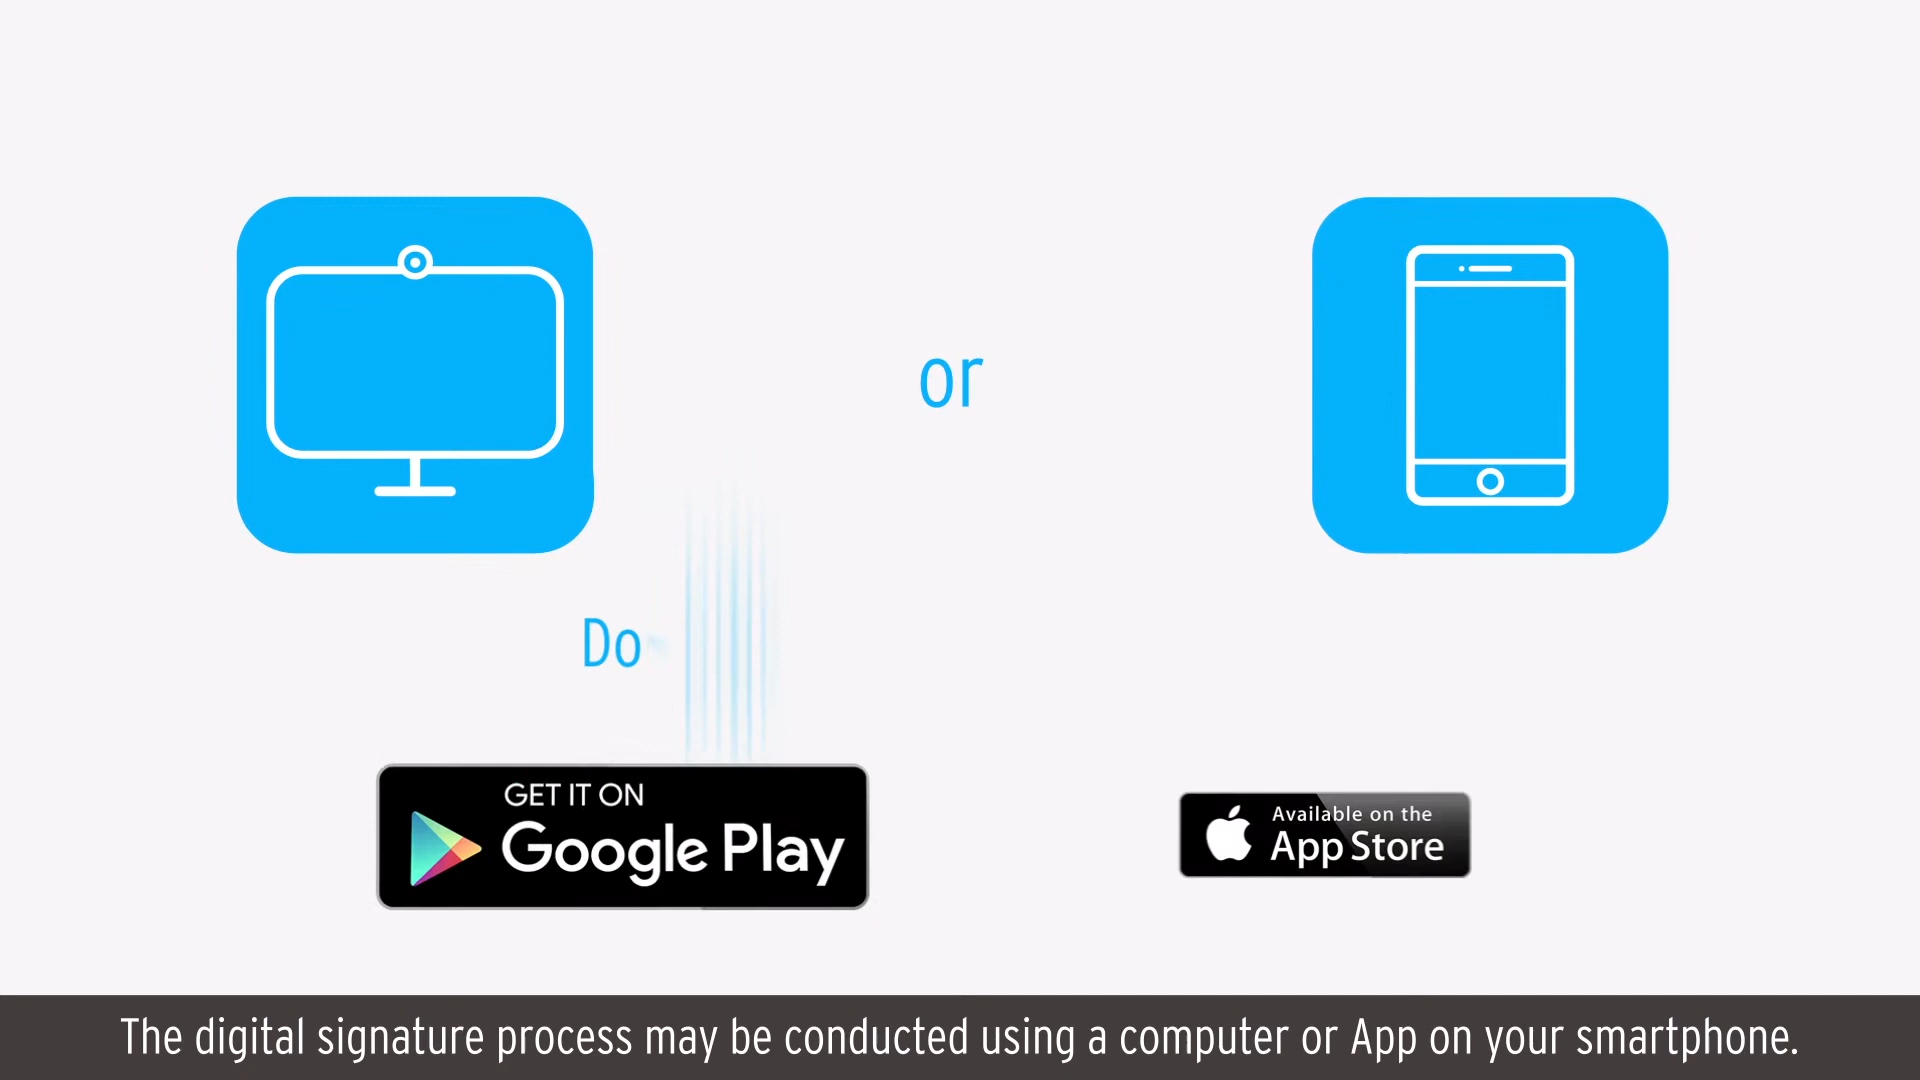 or
Do
GET IT ON
Google Play
Available on the
App Store
The digital signature process may be conducted using a computer or App on your smartphone.